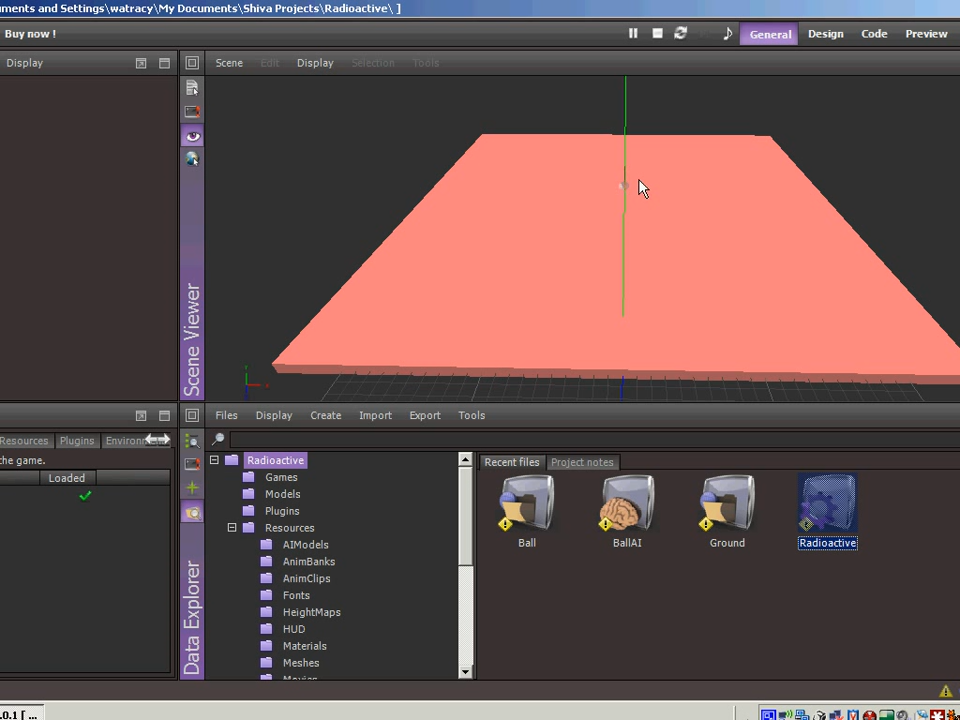 uments and Settings\watracy\My Documents\Shiva Projects\Radioactive\ ]
Buy now !
General Design Code Preview
Display
Scene Edit Display Selection Tools
Scene Viewer
Files Display Create Import Export Tools
Resources Plugins
the game.
Loaded
Radioactive
Games
Models
Plugins
Resources
AIModels
AnimBanks
AnimClips
Fonts
HeightMaps
HUD
Materials
Meshes
Data Explorer
Recent files Project notes
Ball BallAI Ground Radioactive
.0.1 [ ...